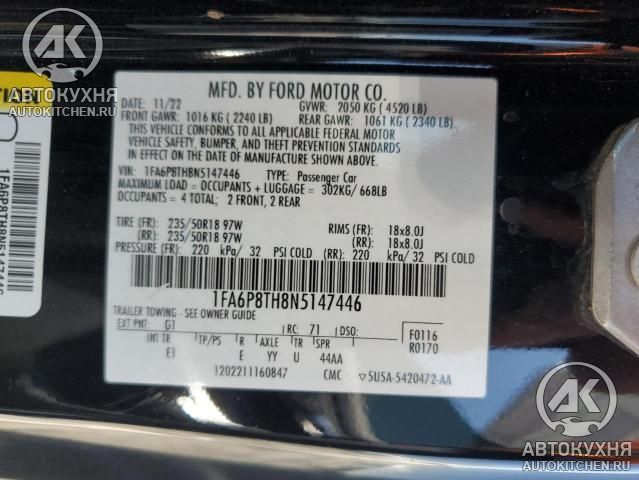 AK
АВТОКУХНЯ
AVTOKITCHEN.RU
1FA6P8TH8N5147446
MFD. BY FORD MOTOR CO.
DATE: 11/22 GVWR: 2050 KG (4520 LB)
FRONT GAWR: 1016 KG (2240 LB) REAR GAWR: 1061 KG (2340 LB)
THIS VEHICLE CONFORMS TO ALL APPLICABLE FEDERAL MOTOR
VEHICLE SAFETY, BUMPER, AND THEFT PREVENTION STANDARDS
IN EFFECT ON THE DATE OF MANUFACTURE SHOWN ABOVE.
VIN: 1FA6P8TH8N5147446 TYPE: Passenger Car
MAXIMUM LOAD = OCCUPANTS + LUGGAGE = 302KG/ 668LB
OCCUPANTS = 4 TOTAL; 2 FRONT, 2 REAR
TIRE (FR): 235/50R18 97W RIMS (FR): 18x8.0J
(RR): 235/50R18 97W (RR): 18x8.0J
PRESSURE (FR): 220 kPa/ 32 PSI COLD (RR) 220 kPa/ 32 PSI COLD
1FA6P8TH8N5147446
TRAILER TOWING - SEE OWNER GUIDE
EXT PNT: G1 RC: 71 DSO: F0116
R0170
INT TR TP/PS R AXLE TR SPR
EI E YY U 44AA
1202211160847 CMC 5U5A-5420472-AA
AK
АВТОКУХНЯ
AVTOKITCHEN.RU